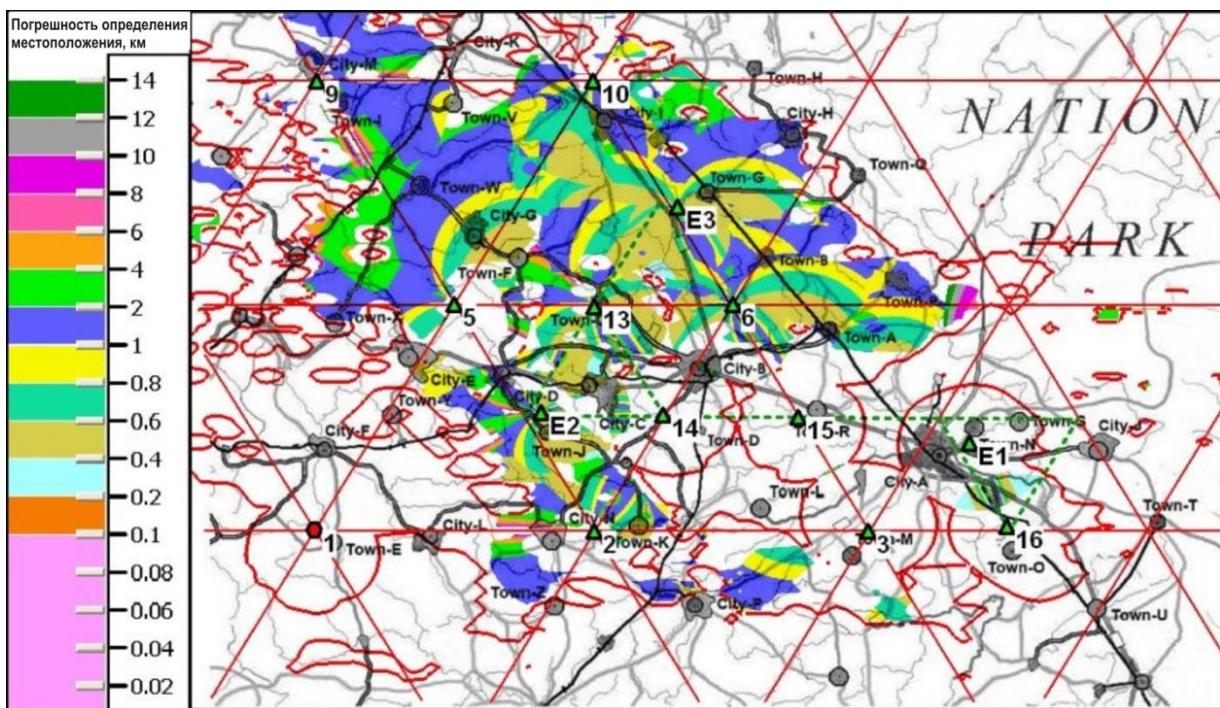 Погрешность определения
местоположения, км
14
12
10
8
6
4
2
1
0.8
0.6
0.4
0.2
0.1
0.08
0.06
0.04
0.02
City-K
City-M
Town-H
9
10
Town-I
Town-V
City-I
City-H
NATION
Town-Q
Town-W
Town-G
E3
City-G
PARK
Town-F
Town-B
5
13
6
Town-X
Town-A
City-E
City-B
City-D
Town-Y
E2
City-C
14
15
Town-R
Town-S
City-F
Town-J
Town-D
Town-N
City-J
E1
City-A
Town-L
City-L
City-N
Town-T
1
Town-E
2
Town-K
3
Town-M
16
Town-O
Town-Z
City-P
Town-U